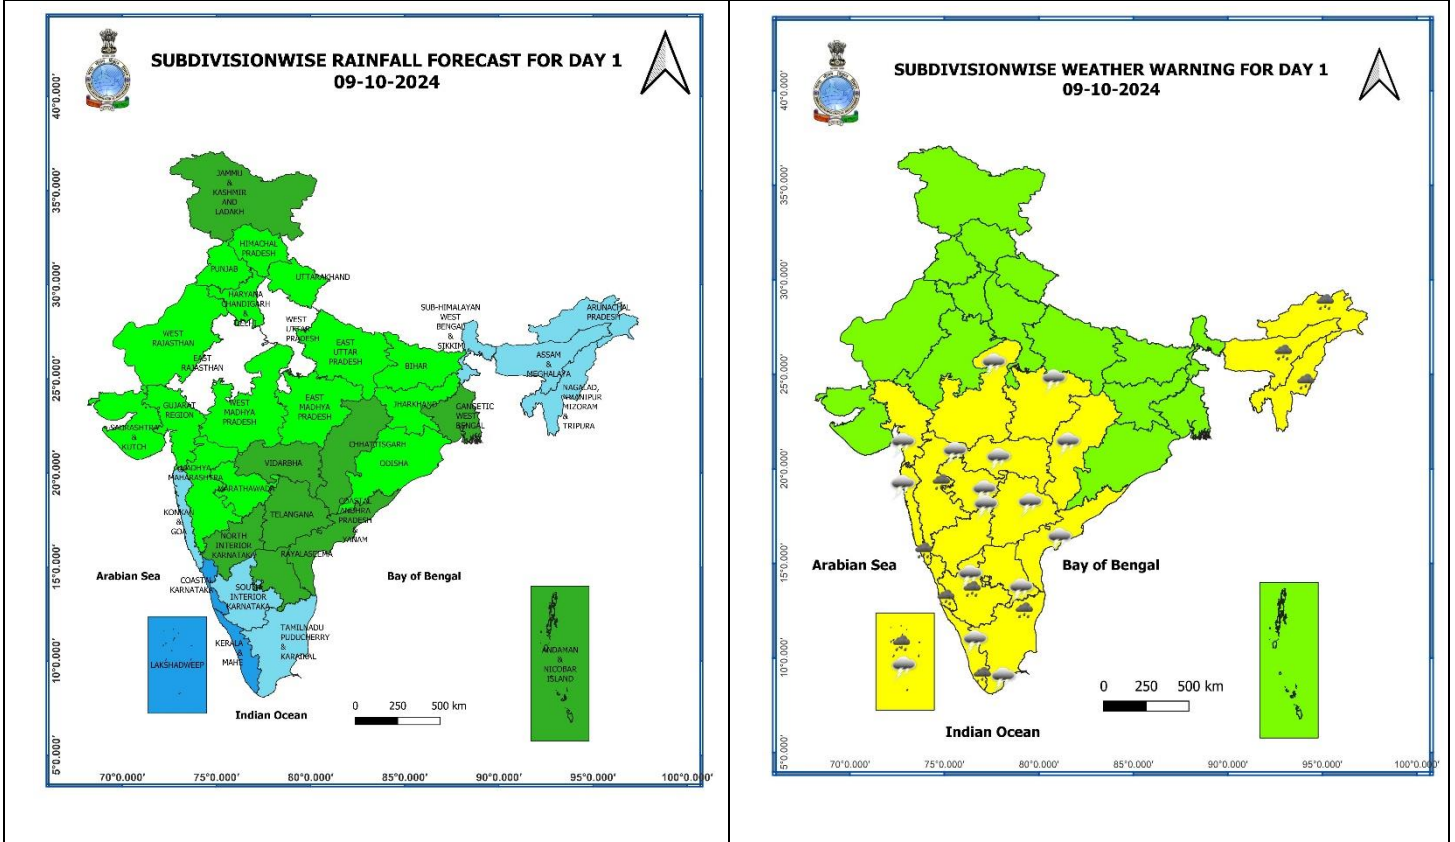 SUBDIVISIONWISE RAINFALL FORECAST FOR DAY 1
09-10-2024
40°0.000'
35°0.000'
30°0.000'
25°0.000'
20°0.000'
15°0.000'
10°0.000'
5°0.000'
JAMMU
&
KASHMIR
AND
LADAKH
HIMACHAL
PRADESH
PUNJAB
UTTARAKHAND
HARYANA
CHANDIGARH
&
DELHI
WEST
UTTAR
PRADESH
SUB-HIMALAYAN
WEST
BENGAL
&
SIKKIM
ARUNACHAL
PRADESH
WEST
RAJASTHAN
EAST
RAJASTHAN
EAST
UTTAR
PRADESH
BIHAR
ASSAM
&
MEGHALAYA
NAGALAD,
MANIPUR
MIZORAM
&
TRIPURA
GUJARAT
REGION
WEST
MADHYA
PRADESH
EAST
MADHYA
PRADESH
JHARKHAND
GANGETIC
WEST
BENGAL
SAURASHTRA
&
KUTCH
CHHATTISGARH
VIDARBHA
ODISHA
MADHYA
MAHARASHTRA
MARATHAWADA
KONKAN
&
GOA
TELANGANA
COASTAL
ANDHRA
PRADESH
&
YANAM
NORTH
INTERIOR
KARNATAKA
RAYALASEEMA
Arabian Sea
Bay of Bengal
COASTAL
KARNATAKA
SOUTH
INTERIOR
KARNATAKA
TAMILNADU
PUDUCHERRY
&
KARAIKAL
KERALA
&
MAHE
LAKSHADWEEP
ANDAMAN
&
NICOBAR
ISLAND
Indian Ocean
0 250 500 km
70°0.000' 75°0.000' 80°0.000' 85°0.000' 90°0.000' 95°0.000' 100°0.000'
SUBDIVISIONWISE WEATHER WARNING FOR DAY 1
09-10-2024
40°0.000'
35°0.000'
30°0.000'
25°0.000'
20°0.000'
15°0.000'
10°0.000'
5°0.000'
Arabian Sea
Bay of Bengal
Indian Ocean
0 250 500 km
70°0.000' 75°0.000' 80°0.000' 85°0.000' 90°0.000' 95°0.000' 100°0.000'